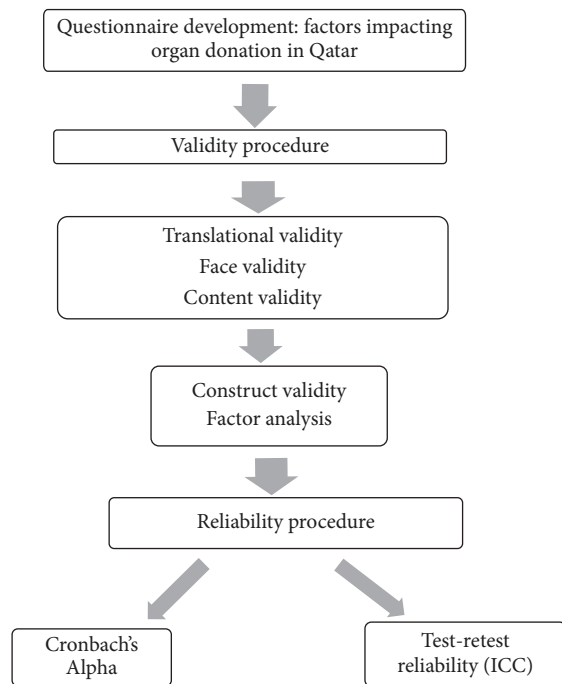 Questionnaire development: factors impacting
organ donation in Qatar
Validity procedure
Translational validity
Face validity
Content validity
Construct validity
Factor analysis
Reliability procedure
Cronbach's
Alpha
Test-retest
reliability (ICC)